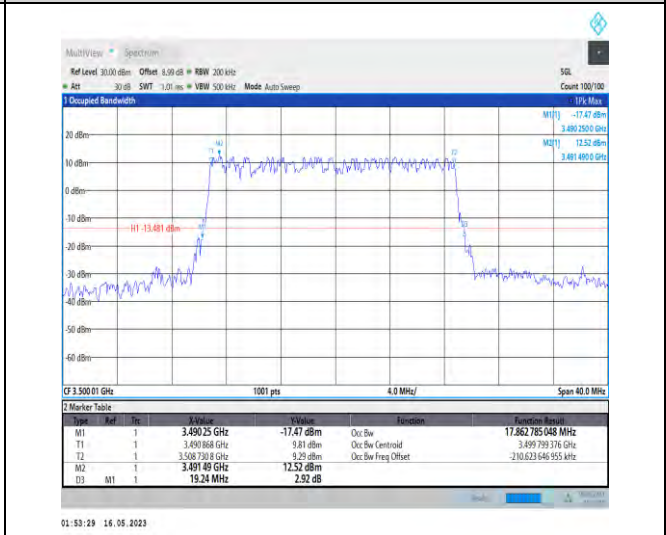 MultiView Spectrum
Ref Level 30.00 dBm Offset 8.99 dB RBW 200 kHz SGL
Att 30 dB SWT 1.01 ms VBW 500 kHz Mode Auto Sweep Count 100/100
1 Occupied Bandwidth 1Pk Max
M1[1] -17.47 dBm
3.490 250 0 GHz
M2[1] 12.52 dBm
3.491 490 0 GHz
20 dBm
T1 M2 T2
10 dBm
0 dBm
-10 dBm
H1 -13.481 dBm
-20 dBm
-30 dBm
-40 dBm
-50 dBm
-60 dBm
CF 3.500 01 GHz 1001 pts 4.0 MHz/ Span 40.0 MHz
2 Marker Table
Type Ref Trc X-Value Y-Value Function Function Result
M1 1 3.490 25 GHz -17.47 dBm Occ Bw 17.862 785 048 MHz
T1 1 3.490 868 GHz 9.81 dBm Occ Bw Centroid 3.499 799 376 GHz
T2 1 3.508 730 8 GHz 9.29 dBm Occ Bw Freq Offset -210.623 646 955 kHz
M2 1 3.491 49 GHz 12.52 dBm
D3 M1 1 19.24 MHz 2.92 dB
01:53:29 16.05.2023